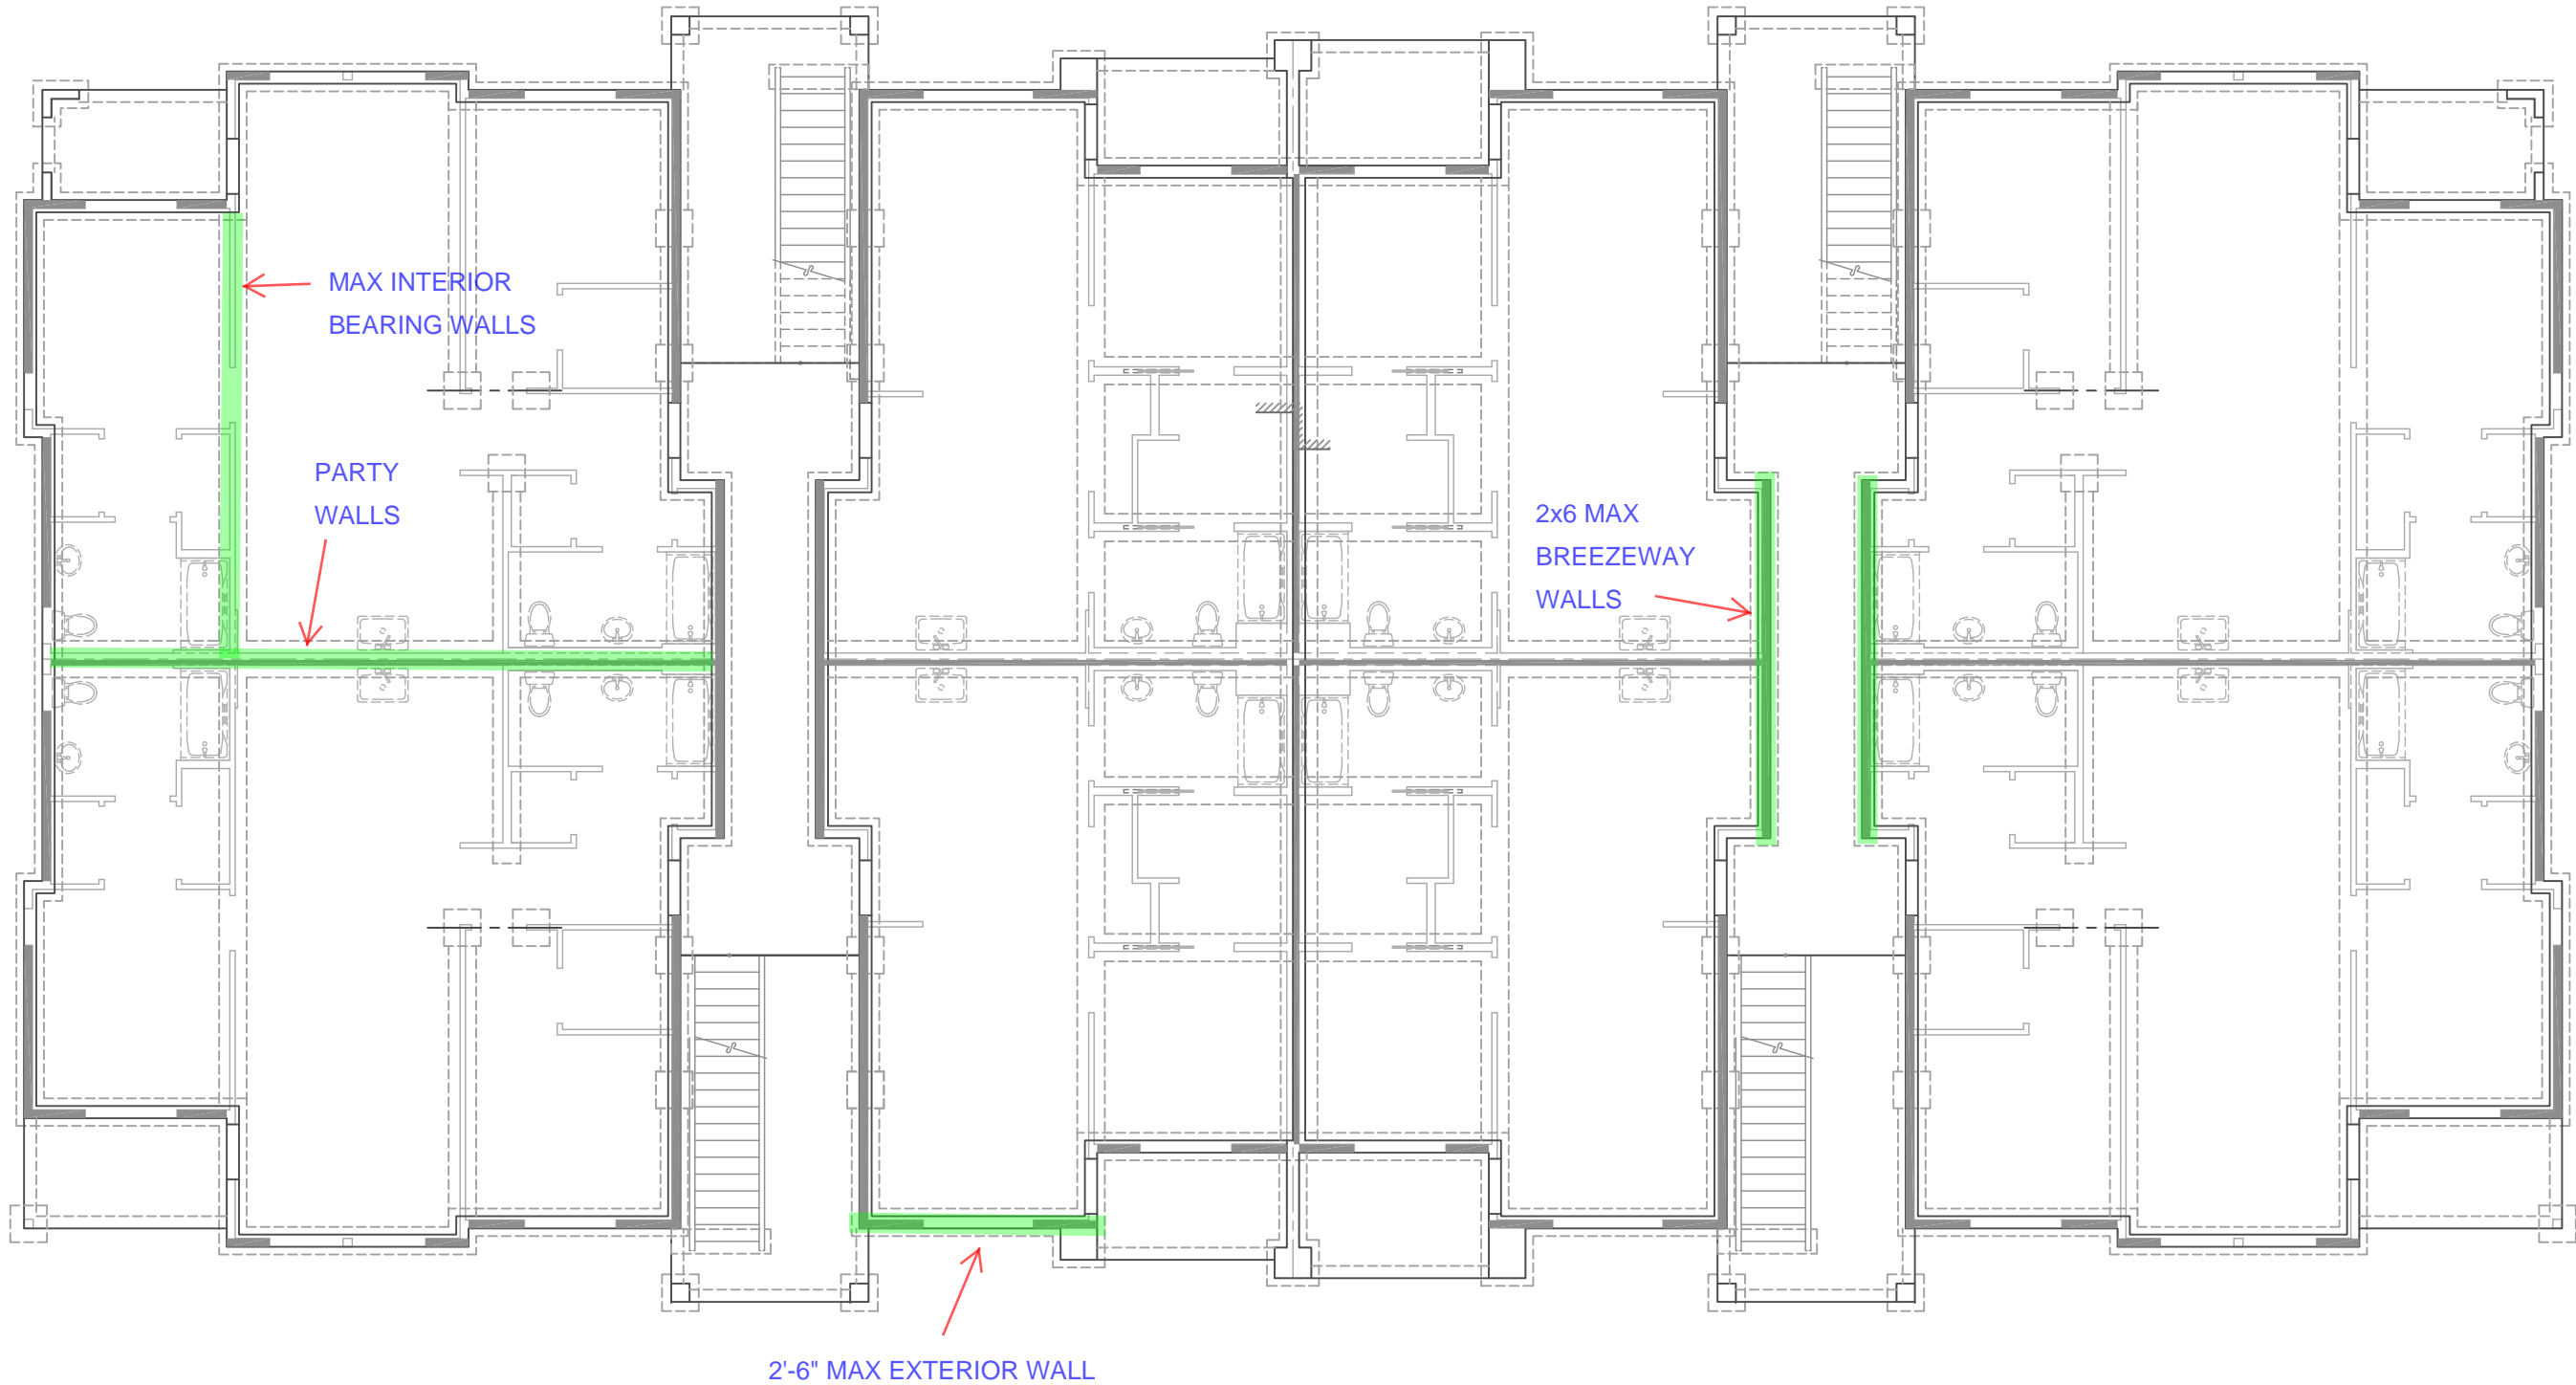 MAX INTERIOR
BEARING WALLS
PARTY
WALLS
2x6 MAX
BREEZEWAY
WALLS
2'-6" MAX EXTERIOR WALL